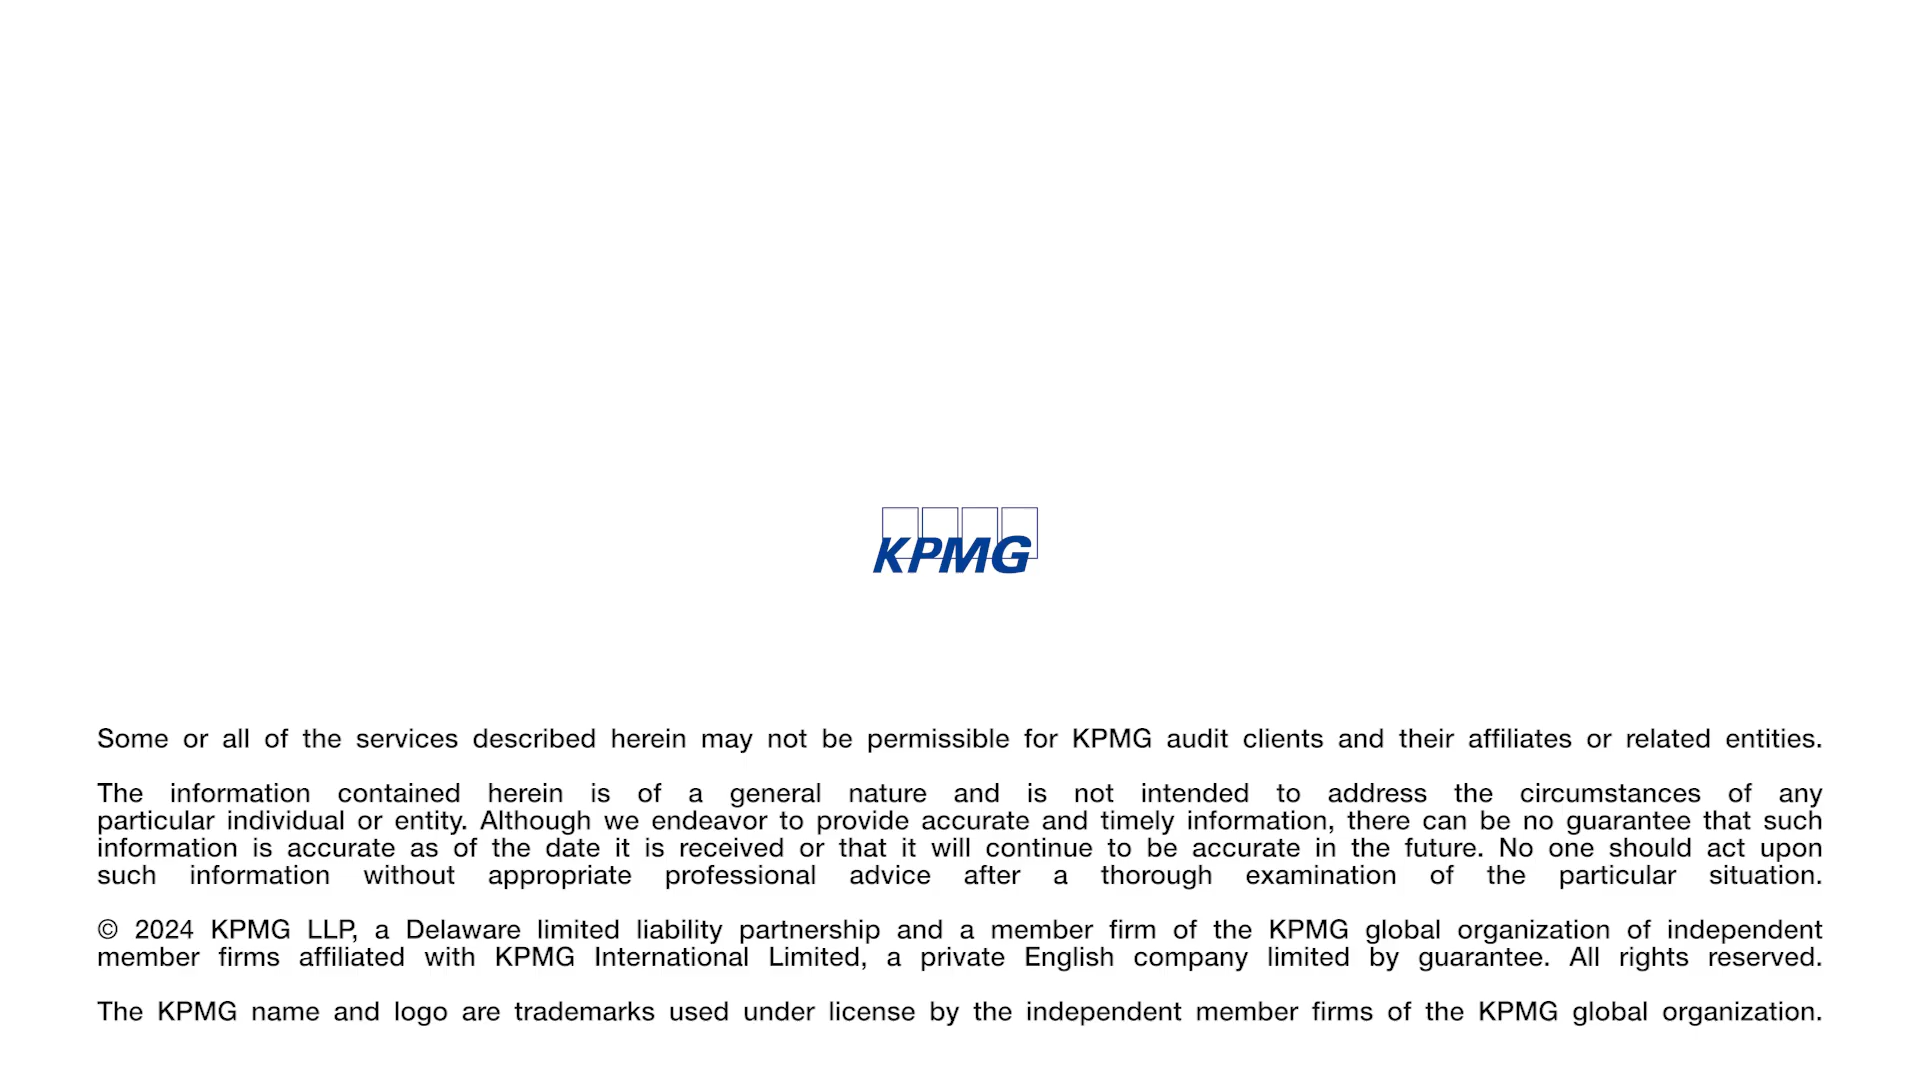 KPMG
Some or all of the services described herein may not be permissible for KPMG audit clients and their affiliates or related entities.
The information contained herein is of a general nature and is not intended to address the circumstances of any
particular individual or entity. Although we endeavor to provide accurate and timely information, there can be no guarantee that such
information is accurate as of the date it is received or that it will continue to be accurate in the future. No one should act upon
such information without appropriate professional advice after a thorough examination of the particular situation.
© 2024 KPMG LLP, a Delaware limited liability partnership and a member firm of the KPMG global organization of independent
member firms affiliated with KPMG International Limited, a private English company limited by guarantee. All rights reserved.
The KPMG name and logo are trademarks used under license by the independent member firms of the KPMG global organization.